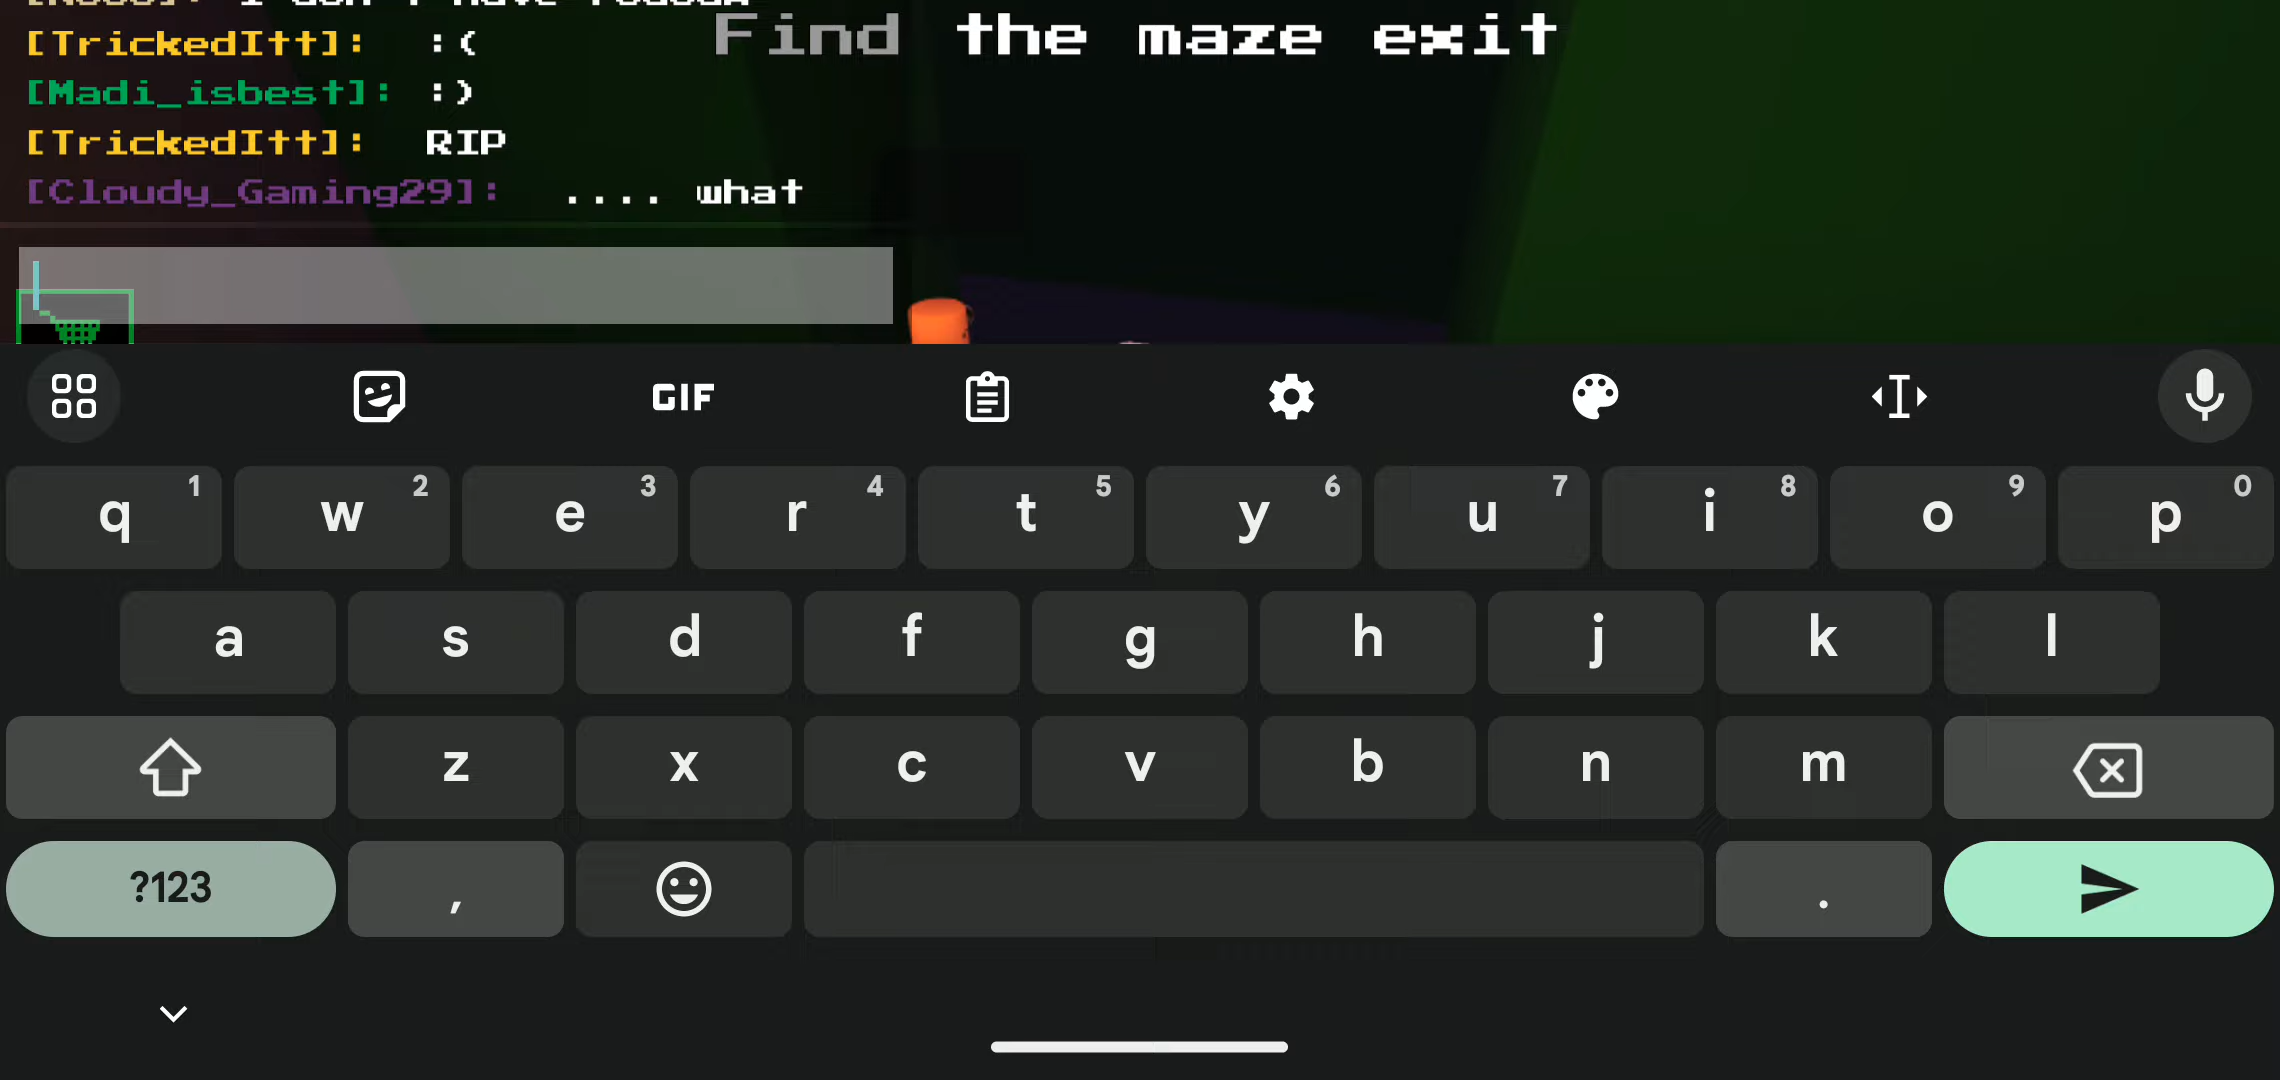 [TrickedItt]: :(
Find the maze exit
[Madi_isbest]: :)
[TrickedItt]: RIP
[Cloudy_Gaming29]: .... what
GIF
q 1 w 2 e 3 r 4 t 5 y 6 u 7 i 8 o 9 p 0
a s d f g h j k l
z x c v b n m
?123 , .